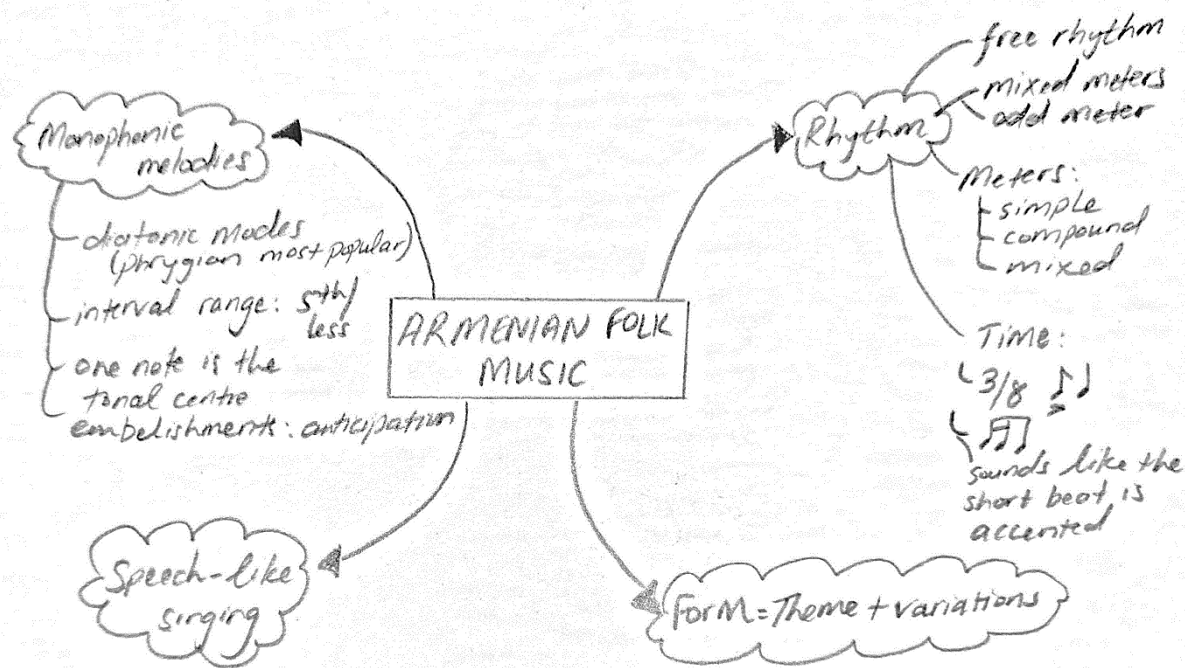 ARMENIAN FOLK
MUSIC
Monophonic
melodies
diatonic modes
(phrygian most popular)
interval range: 5th/
less
one note is the
tonal centre
embelishments: anticipation
Speech-like
singing
Rhythm
free rhythm
mixed meters
odd meter
Meters:
simple
compound
mixed
Time:
3/8
sounds like the
short beat is
accented
Form = Theme + variations